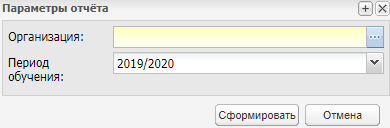 Параметры отчёта
Организация:
Период обучения:
2019/2020
Сформировать
Отмена